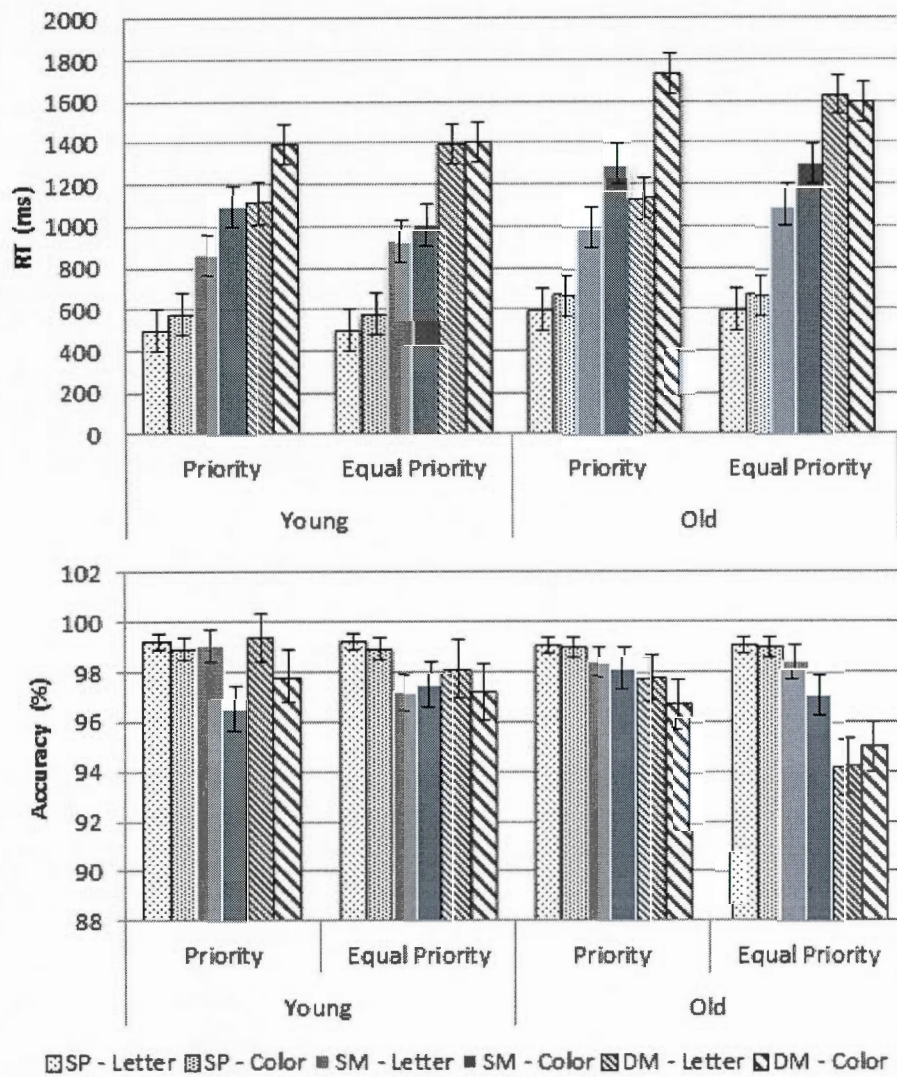 2000
1800
1600
1400
1200
1000
800
600
400
200
0
RT (ms)
Priority Equal Priority Priority Equal Priority
Young Old
102
100
98
96
94
92
90
88
Accuracy (%)
Priority Equal Priority Priority Equal Priority
Young Old
SP - Letter SP - Color SM - Letter SM - Color DM - Letter DM - Color